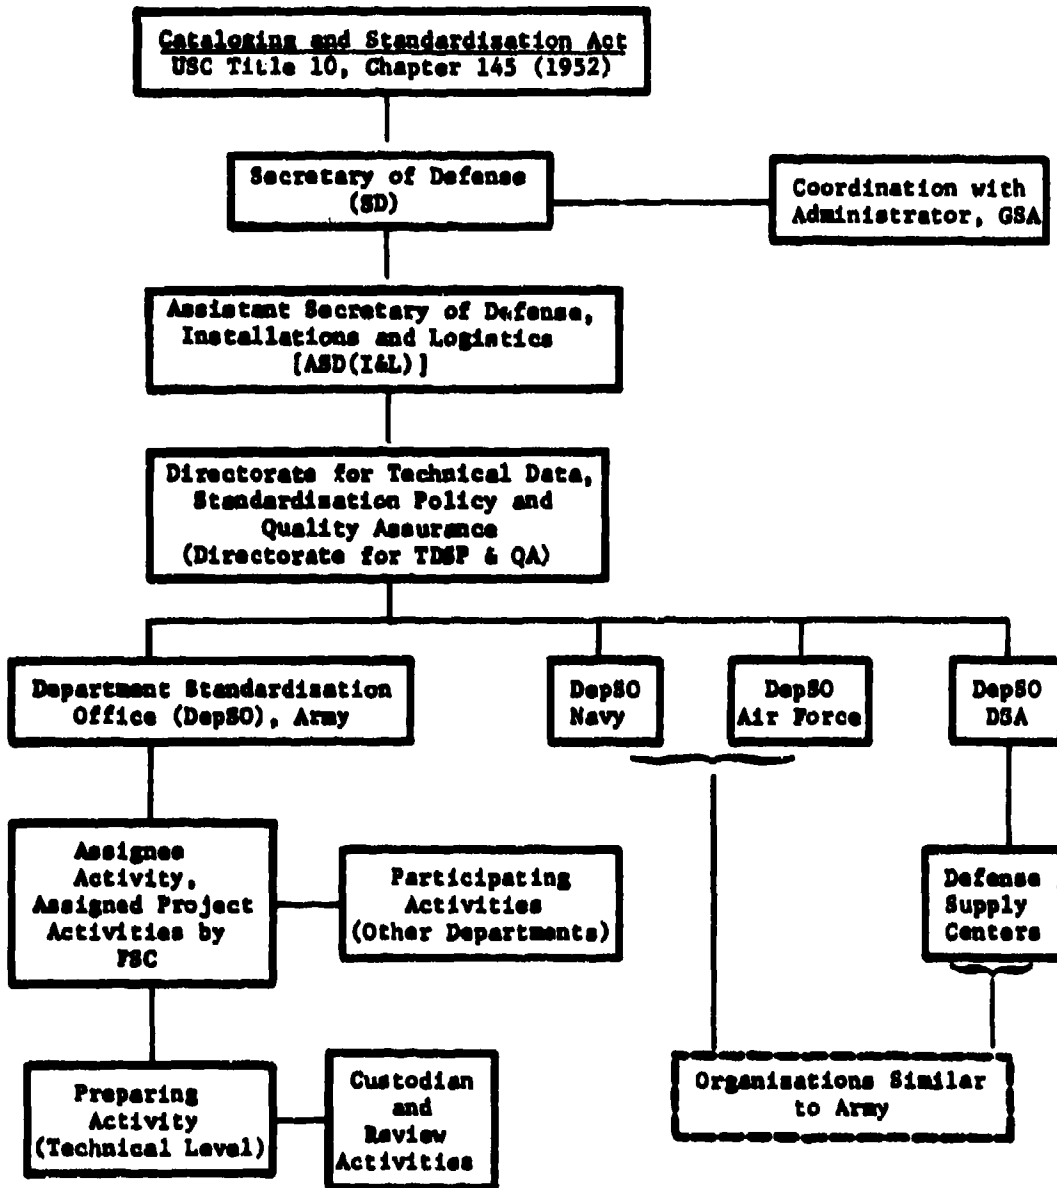 Cataloging and Standardization Act
USC Title 10, Chapter 145 (1952)
Secretary of Defense
(SD)
Coordination with
Administrator, GSA
Assistant Secretary of Defense,
Installations and Logistics
[ASD(I&L)]
Directorate for Technical Data,
Standardization Policy and
Quality Assurance
(Directorate for TDSP & QA)
Department Standardization
Office (DepSO), Army
DepSO
Navy
DepSO
Air Force
DepSO
DSA
Assignee
Activity,
Assigned Project
Activities by
FSC
Participating
Activities
(Other Departments)
Defense
Supply
Centers
Preparing
Activity
(Technical Level)
Custodian
and
Review
Activities
Organizations Similar
to Army